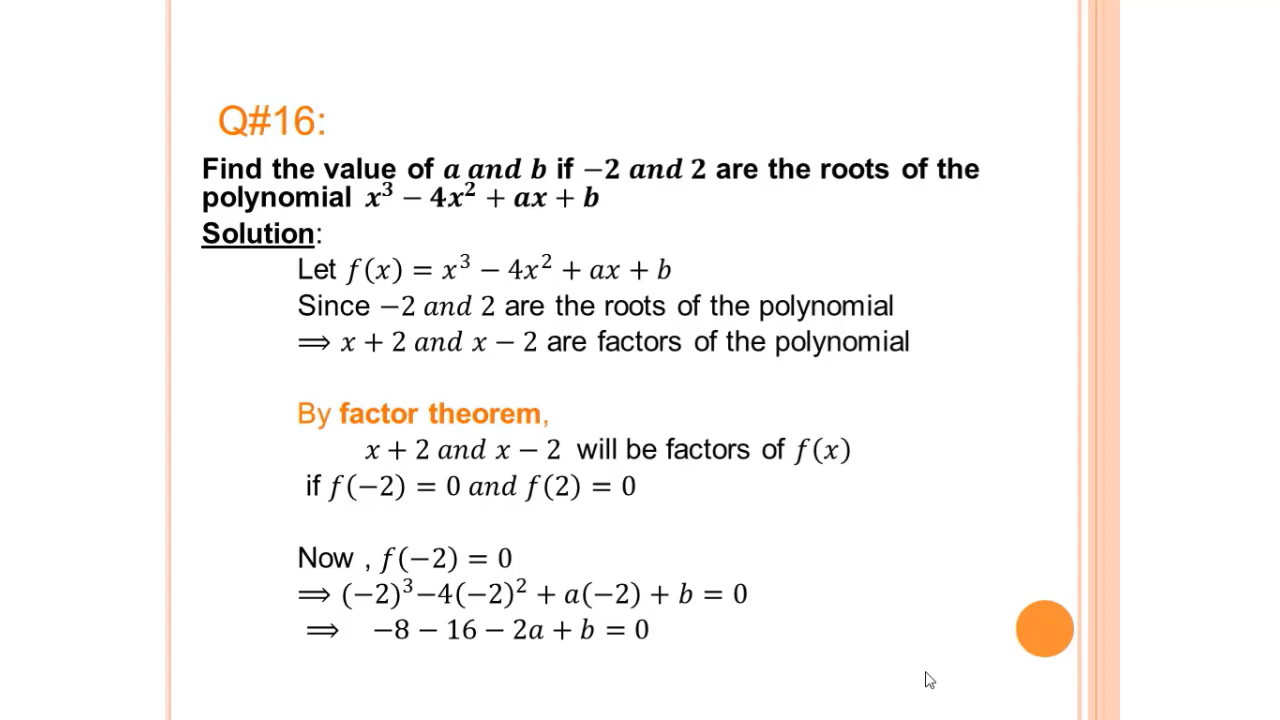 Q#16:
Find the value of a and b if −2 and 2 are the roots of the
polynomial x³ − 4x² + ax + b
Solution:
Let f(x) = x³ − 4x² + ax + b
Since −2 and 2 are the roots of the polynomial
⟹ x + 2 and x − 2 are factors of the polynomial
By factor theorem,
x + 2 and x − 2 will be factors of f(x)
if f(−2) = 0 and f(2) = 0
Now , f(−2) = 0
⟹ (−2)³−4(−2)² + a(−2) + b = 0
⟹ −8 − 16 − 2a + b = 0